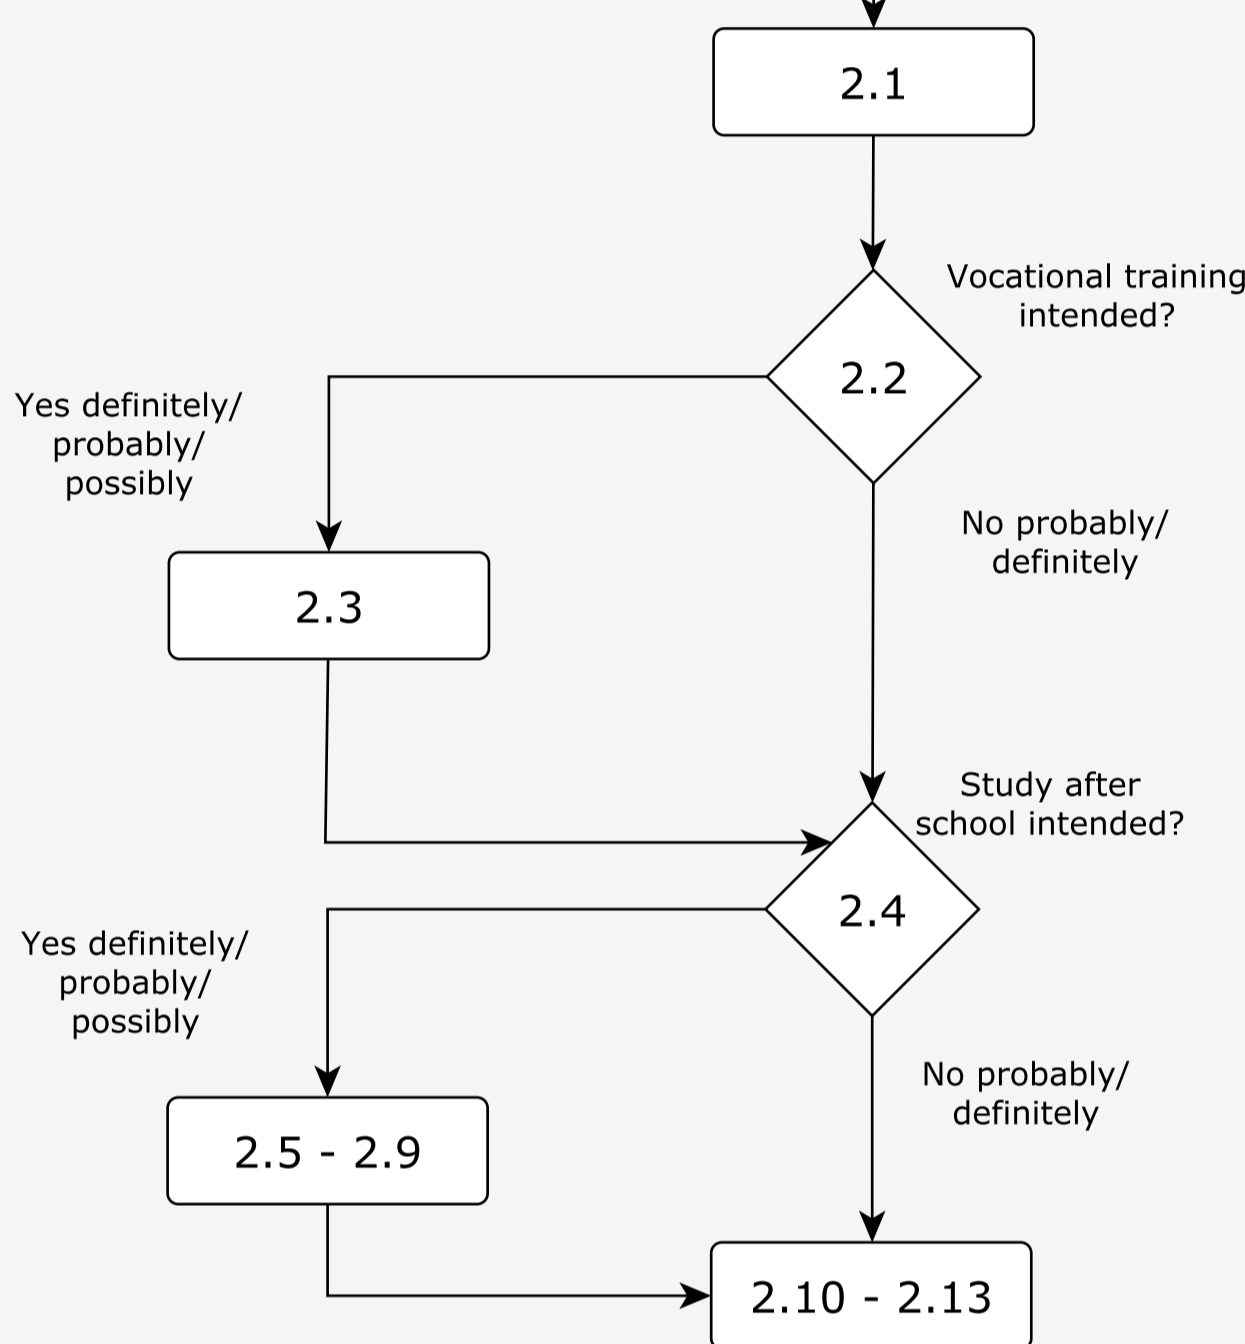 2.1
Vocational training
intended?
2.2
Yes definitely/
probably/
possibly
No probably/
definitely
2.3
Study after
school intended?
2.4
Yes definitely/
probably/
possibly
No probably/
definitely
2.5 - 2.9
2.10 - 2.13